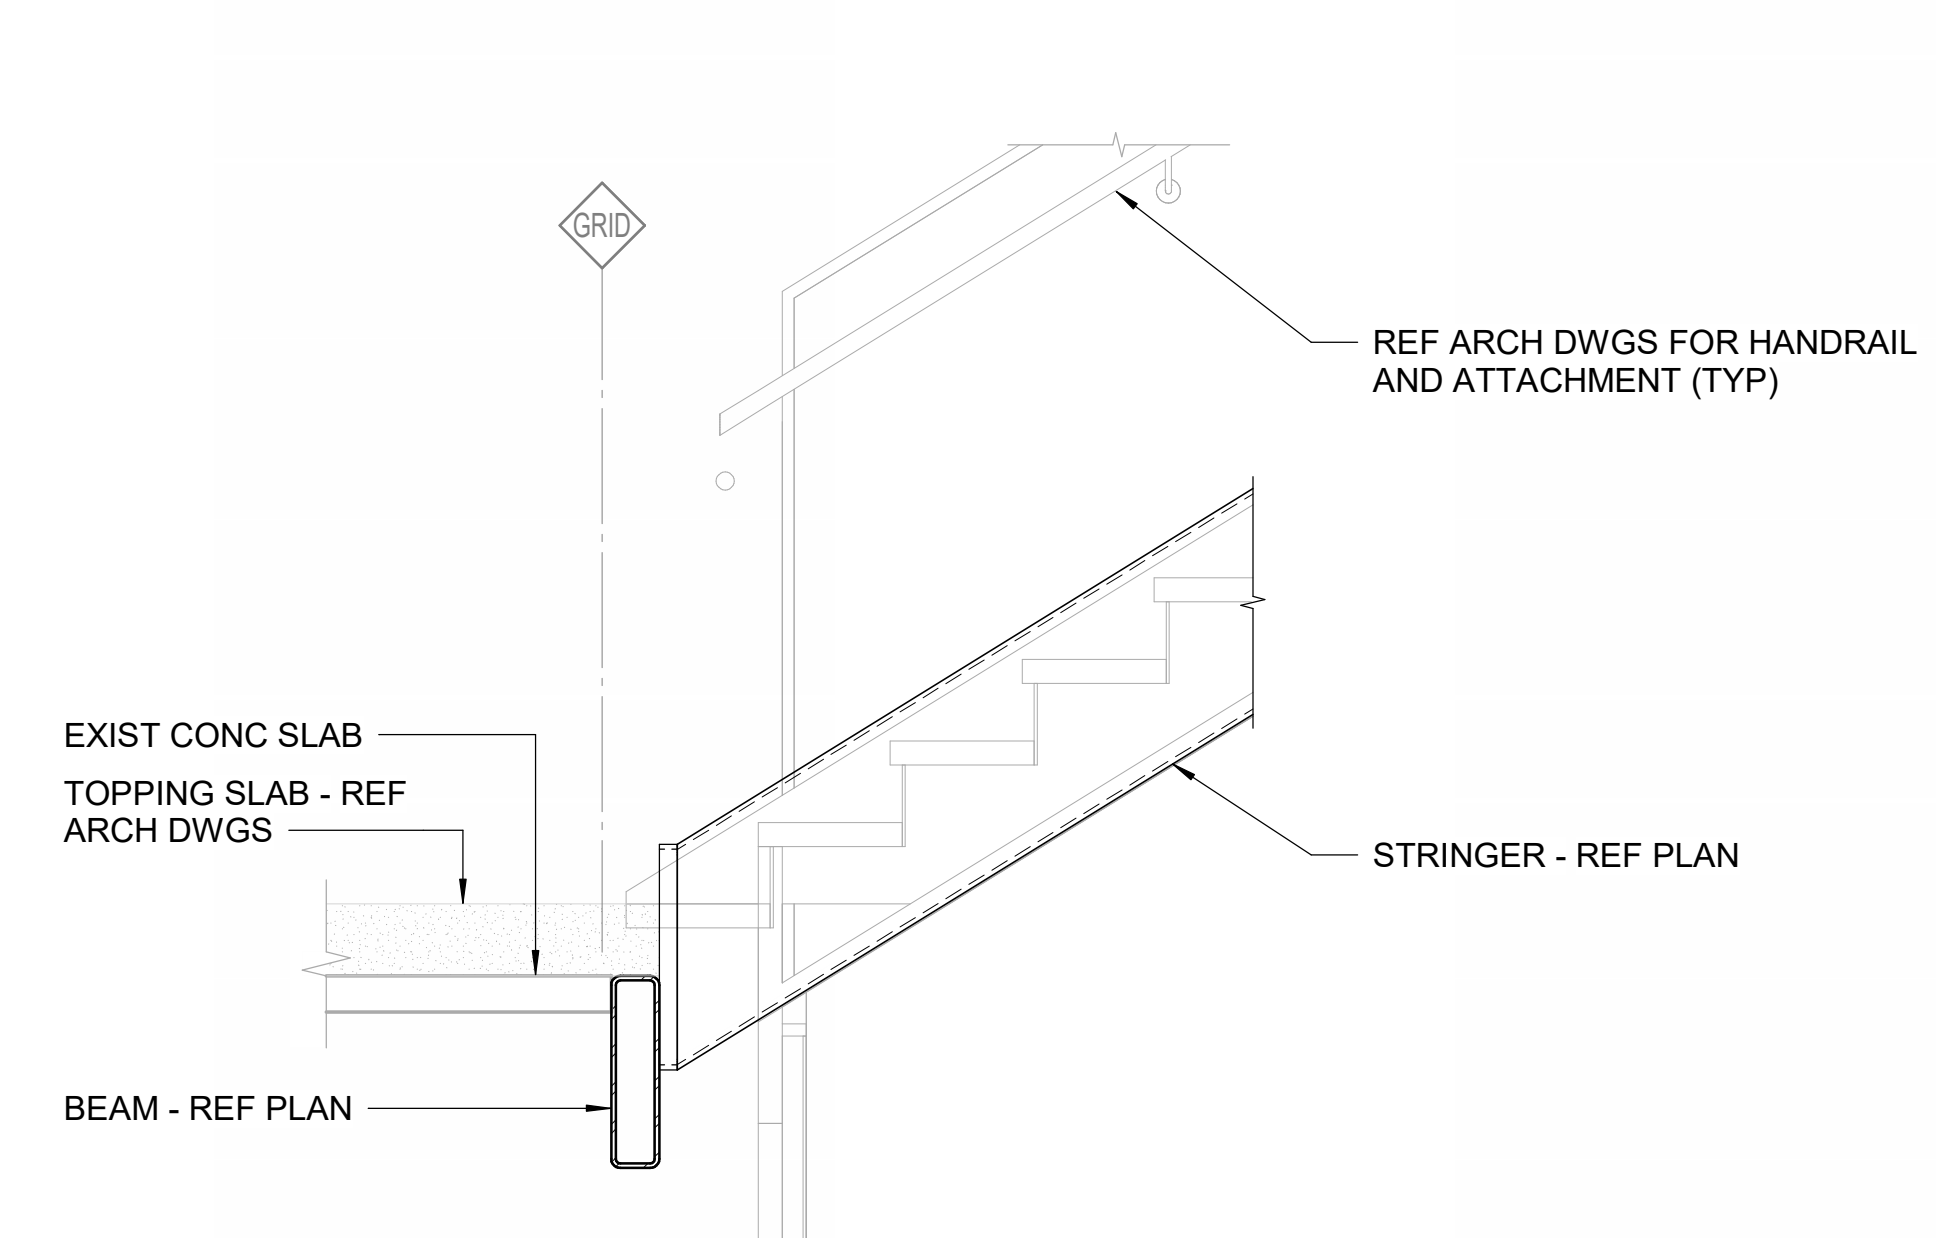 GRID
REF ARCH DWGS FOR HANDRAIL
AND ATTACHMENT (TYP)
EXIST CONC SLAB
TOPPING SLAB - REF
ARCH DWGS
STRINGER - REF PLAN
BEAM - REF PLAN